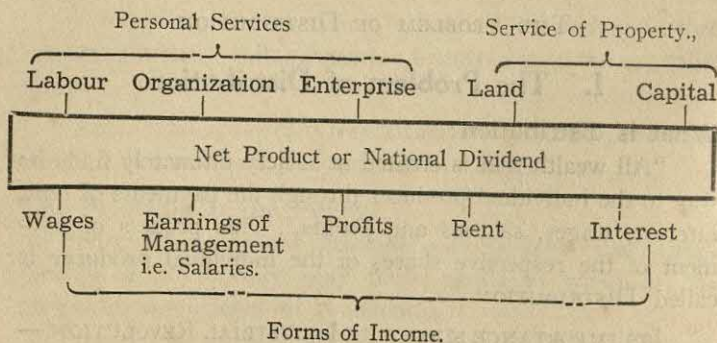 Personal Services
Service of Property.,
Labour Organization Enterprise Land Capital
Net Product or National Dividend
Wages Earnings of Management i.e. Salaries. Profits Rent Interest
Forms of Income.